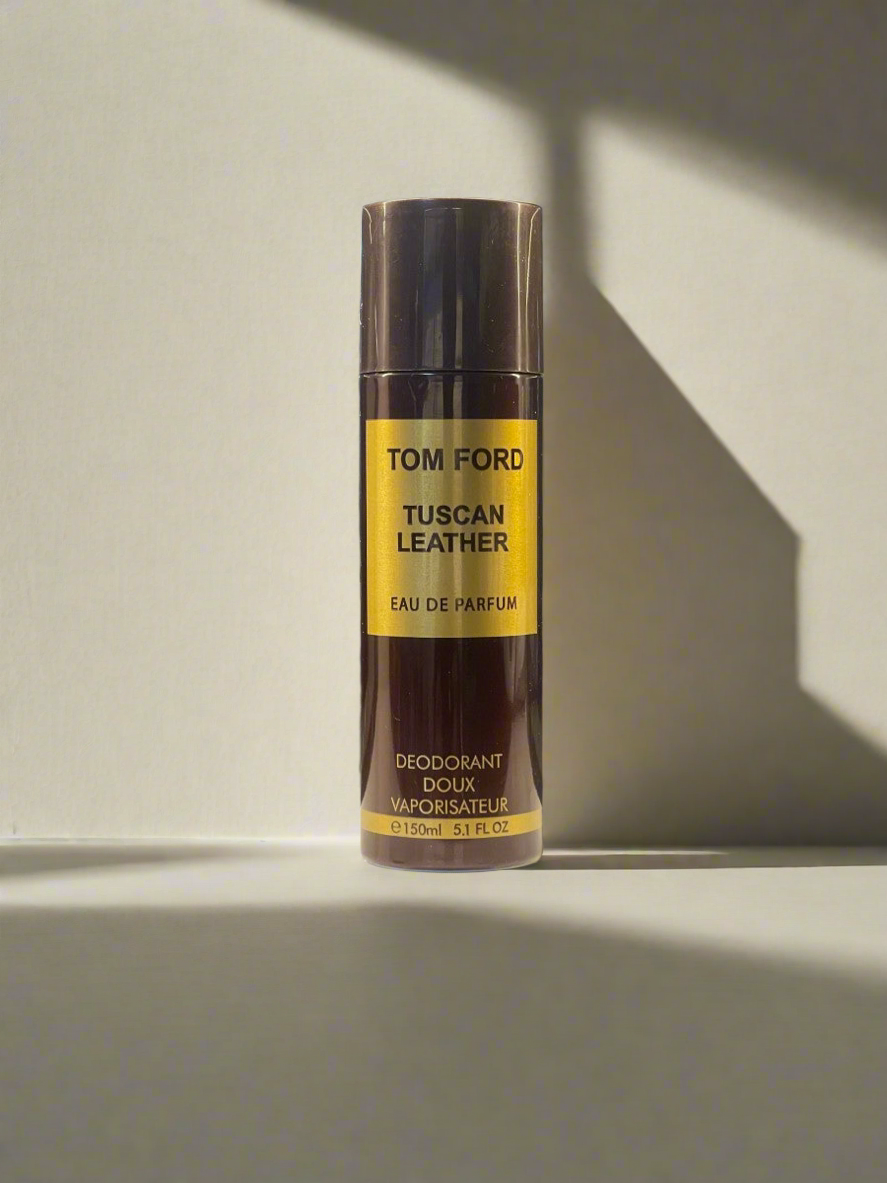 TOM FORD
TUSCAN
LEATHER
EAU DE PARFUM
DEODORANT
DOUX
VAPORISATEUR
℮150ml 5.1 FL OZ